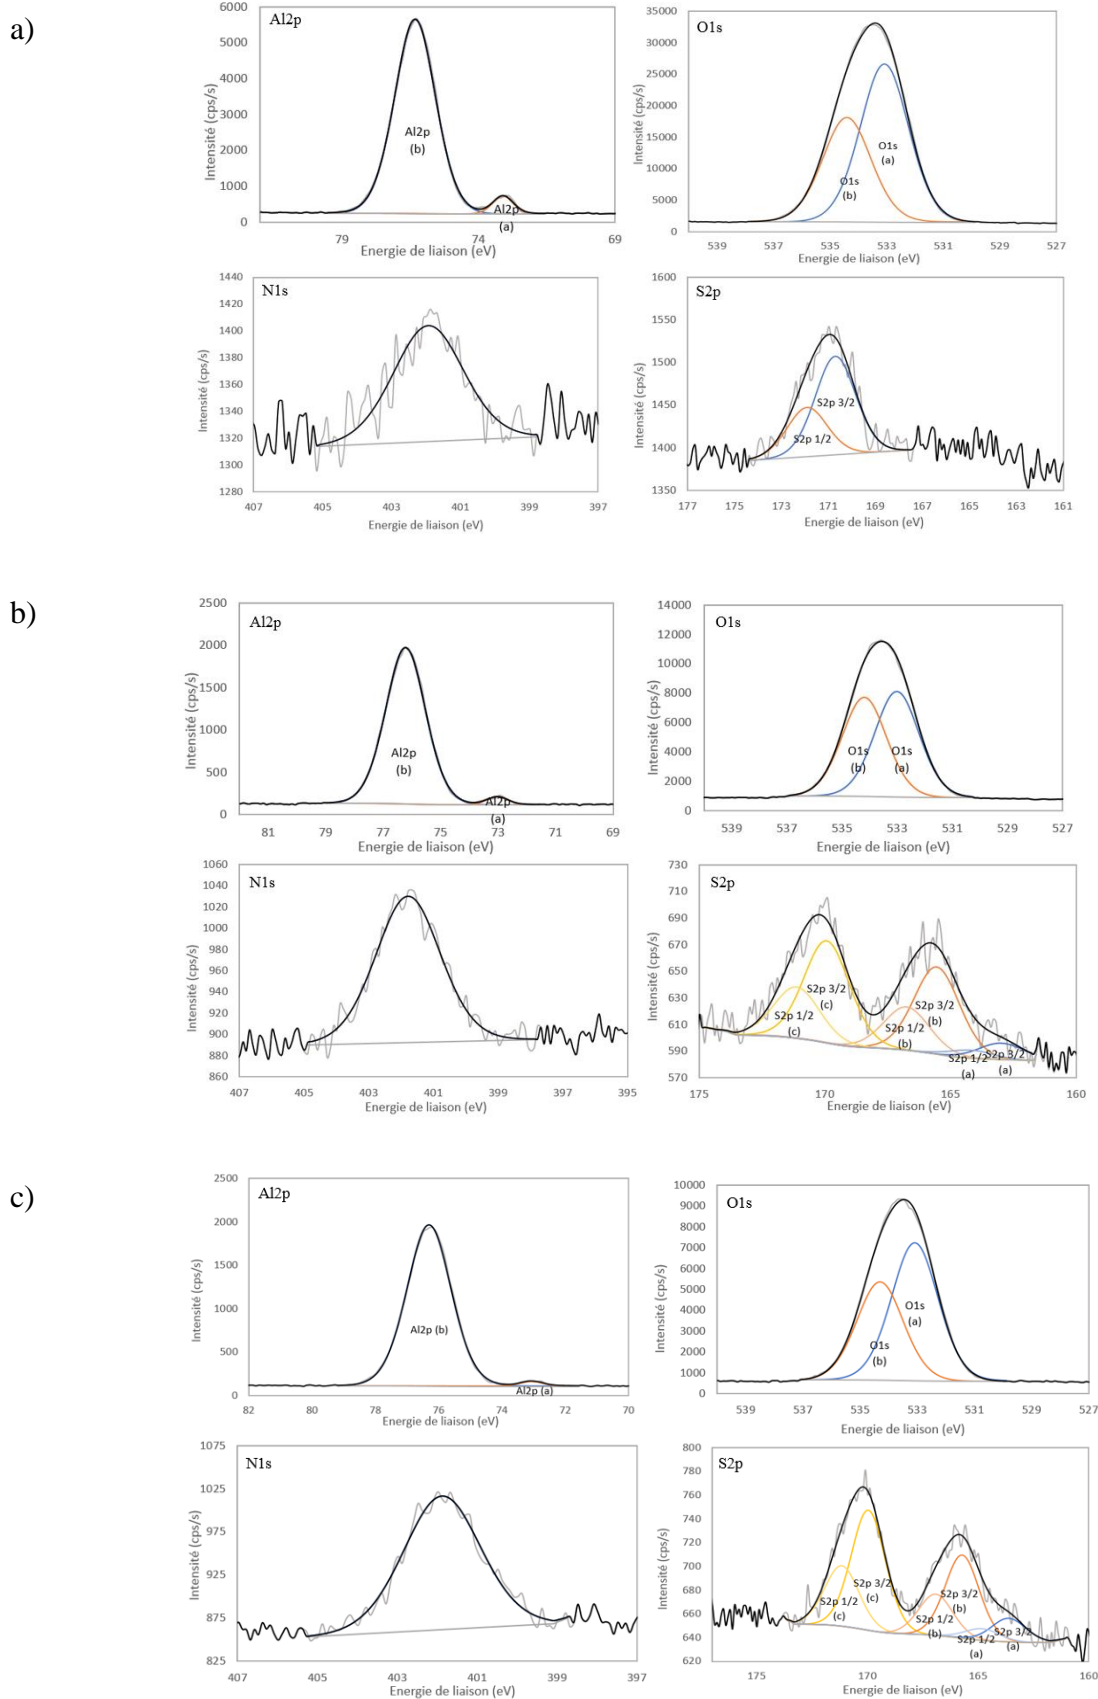 a)
Al2p
Intensité (cps/s)
6000
5000
4000
3000
2000
1000
0
Al2p
(b)
Al2p
(a)
79
74
69
Energie de liaison (eV)
O1s
Intensité (cps/s)
35000
30000
25000
20000
15000
10000
5000
0
O1s
(a)
O1s
(b)
539
537
535
533
531
529
527
Energie de liaison (eV)
N1s
Intensité (cps/s)
1440
1420
1400
1380
1360
1340
1320
1300
1280
407
405
403
401
399
397
Energie de liaison (eV)
S2p
Intensité (cps/s)
1600
1550
1500
1450
1400
1350
S2p 3/2
S2p 1/2
177
175
173
171
169
167
165
163
161
Energie de liaison (eV)
b)
Al2p
Intensité (cps/s)
2500
2000
1500
1000
500
0
Al2p
(b)
Al2p
(a)
81
79
77
75
73
71
69
Energie de liaison (eV)
O1s
Intensité (cps/s)
14000
12000
10000
8000
6000
4000
2000
0
O1s
(b)
O1s
(a)
539
537
535
533
531
529
527
Energie de liaison (eV)
N1s
Intensité (cps/s)
1060
1040
1020
1000
980
960
940
920
900
880
860
407
405
403
401
399
397
395
Energie de liaison (eV)
S2p
Intensité (cps/s)
730
710
690
670
650
630
610
590
570
S2p 3/2
(c)
S2p 1/2
(c)
S2p 3/2
(b)
S2p 1/2
(b)
S2p 1/2
(a)
S2p 3/2
(a)
175
170
165
160
Energie de liaison (eV)
c)
Al2p
Intensité (cps/s)
2500
2000
1500
1000
500
0
Al2p (b)
Al2p (a)
82
80
78
76
74
72
70
Energie de liaison (eV)
O1s
Intensité (cps/s)
10000
9000
8000
7000
6000
5000
4000
3000
2000
1000
0
O1s
(a)
O1s
(b)
539
537
535
533
531
529
527
Energie de liaison (eV)
N1s
Intensité (cps/s)
1075
1025
975
925
875
825
407
405
403
401
399
397
Energie de liaison (eV)
S2p
Intensité (cps/s)
800
780
760
740
720
700
680
660
640
620
S2p 3/2
(c)
S2p 1/2
(c)
S2p 3/2
(b)
S2p 1/2
(b)
S2p 3/2
(a)
S2p 1/2
(a)
175
170
165
160
Energie de liaison (eV)